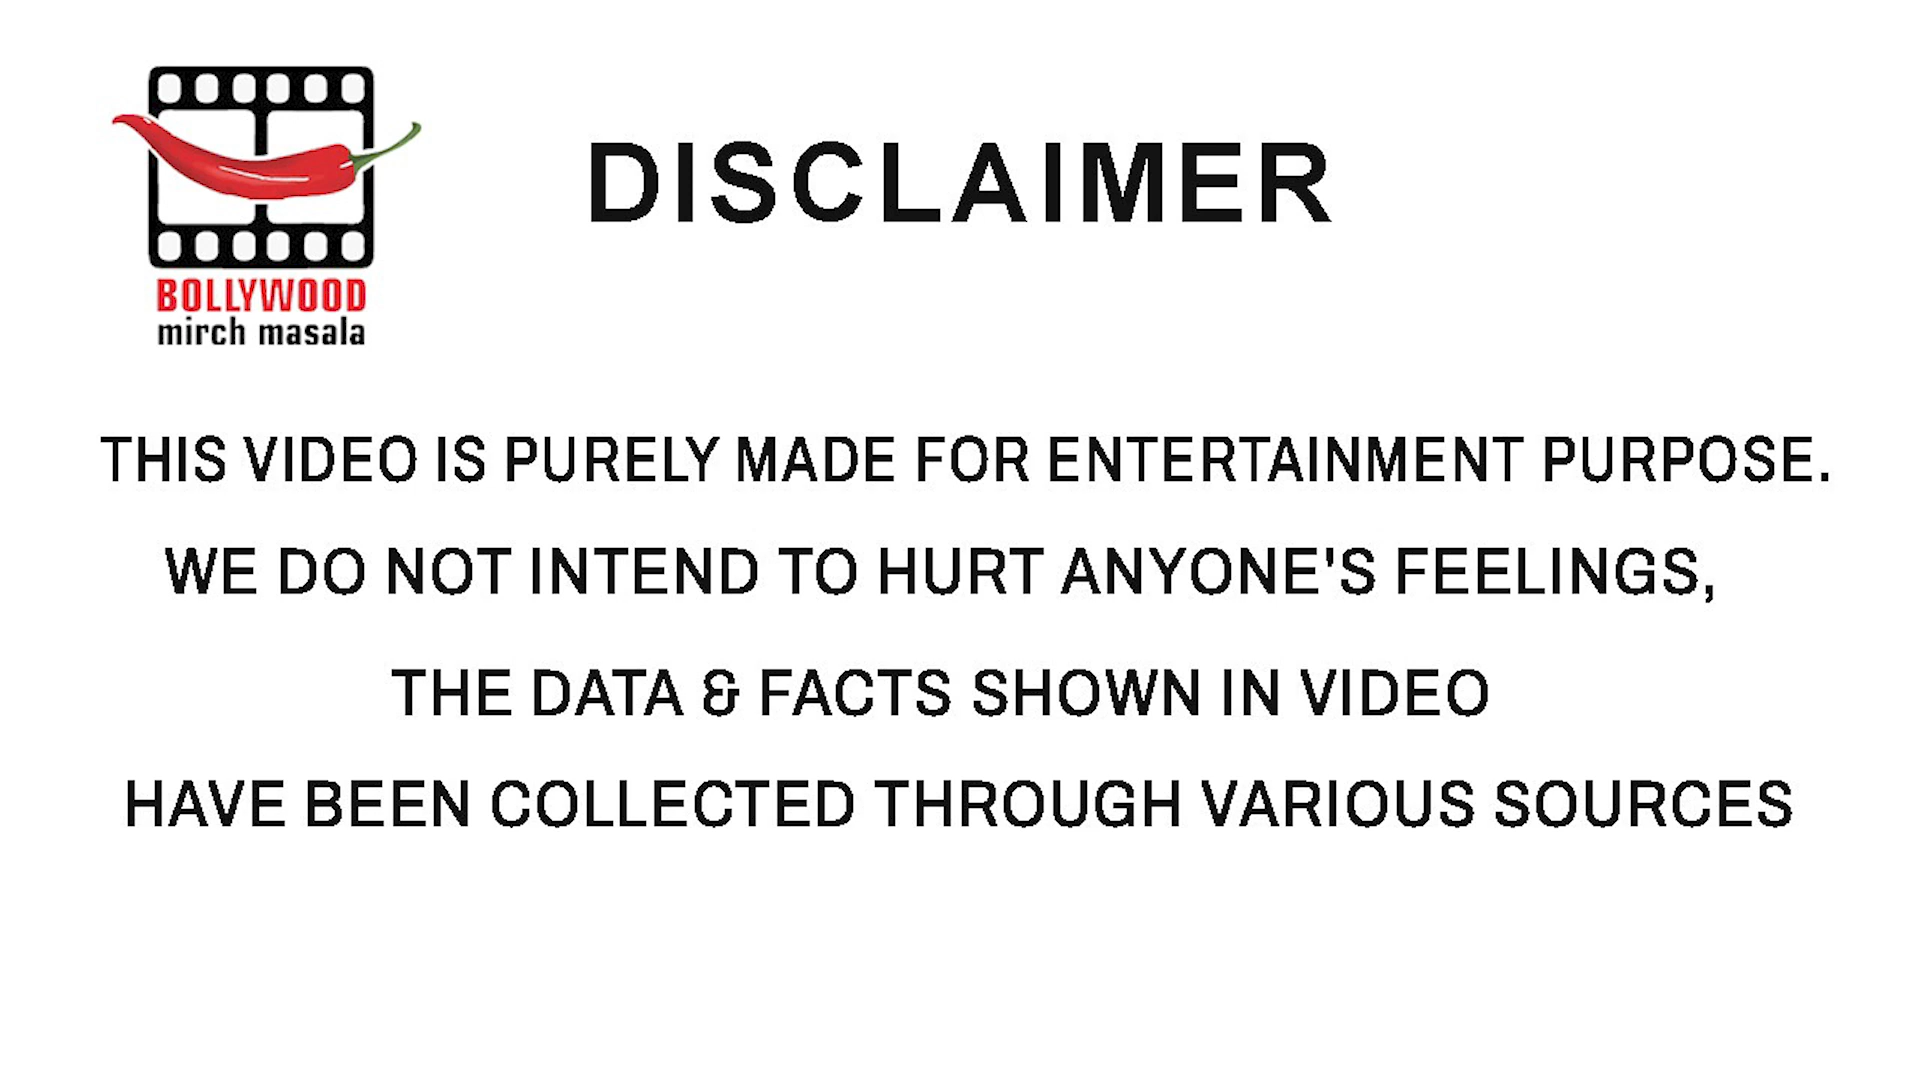 DISCLAIMER
BOLLYWOOD
mirch masala
THIS VIDEO IS PURELY MADE FOR ENTERTAINMENT PURPOSE.
WE DO NOT INTEND TO HURT ANYONE'S FEELINGS,
THE DATA & FACTS SHOWN IN VIDEO
HAVE BEEN COLLECTED THROUGH VARIOUS SOURCES